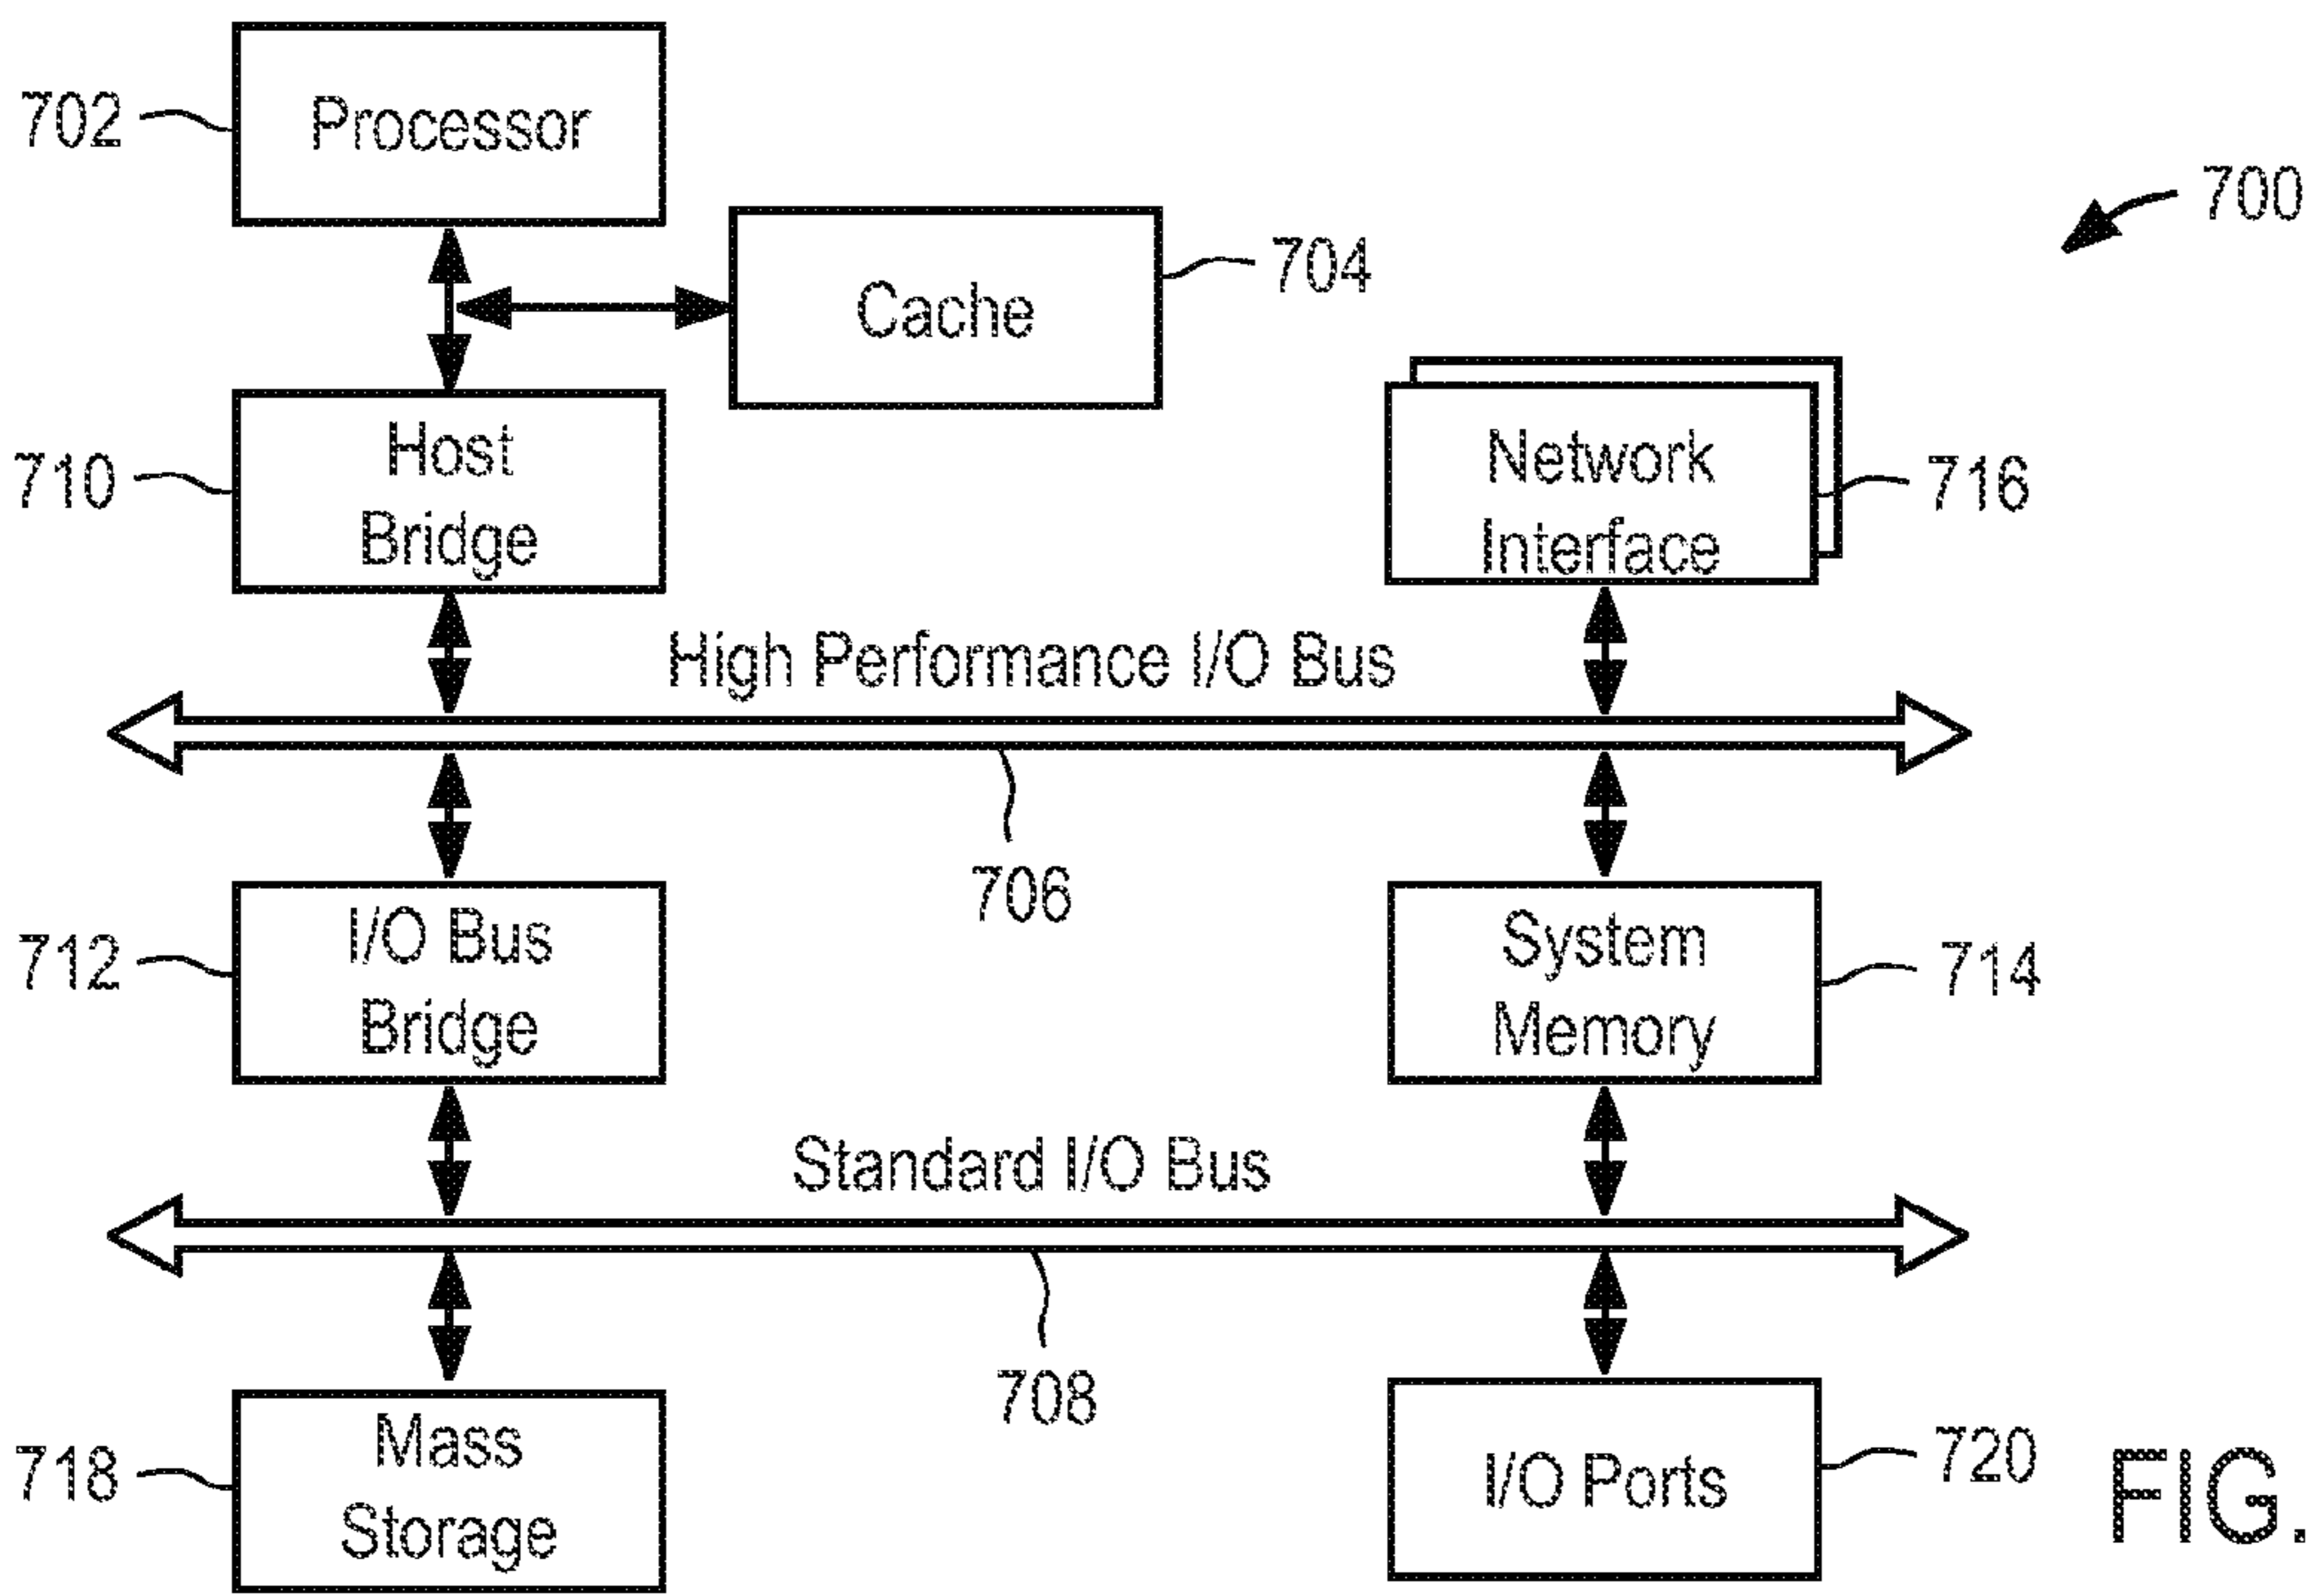 702
Processor
700
Cache
704
710
Host
Bridge
Network
Interface
716
High Performance I/O Bus
706
712
I/O Bus
Bridge
System
Memory
714
Standard I/O Bus
708
718
Mass
Storage
I/O Ports
720
FIG.